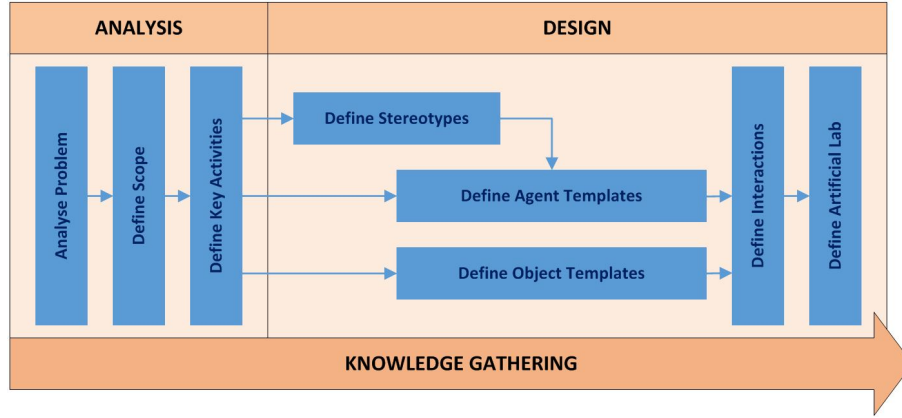 ANALYSIS
DESIGN
Analyse Problem
Define Scope
Define Key Activities
Define Stereotypes
Define Agent Templates
Define Object Templates
Define Interactions
Define Artificial Lab
KNOWLEDGE GATHERING